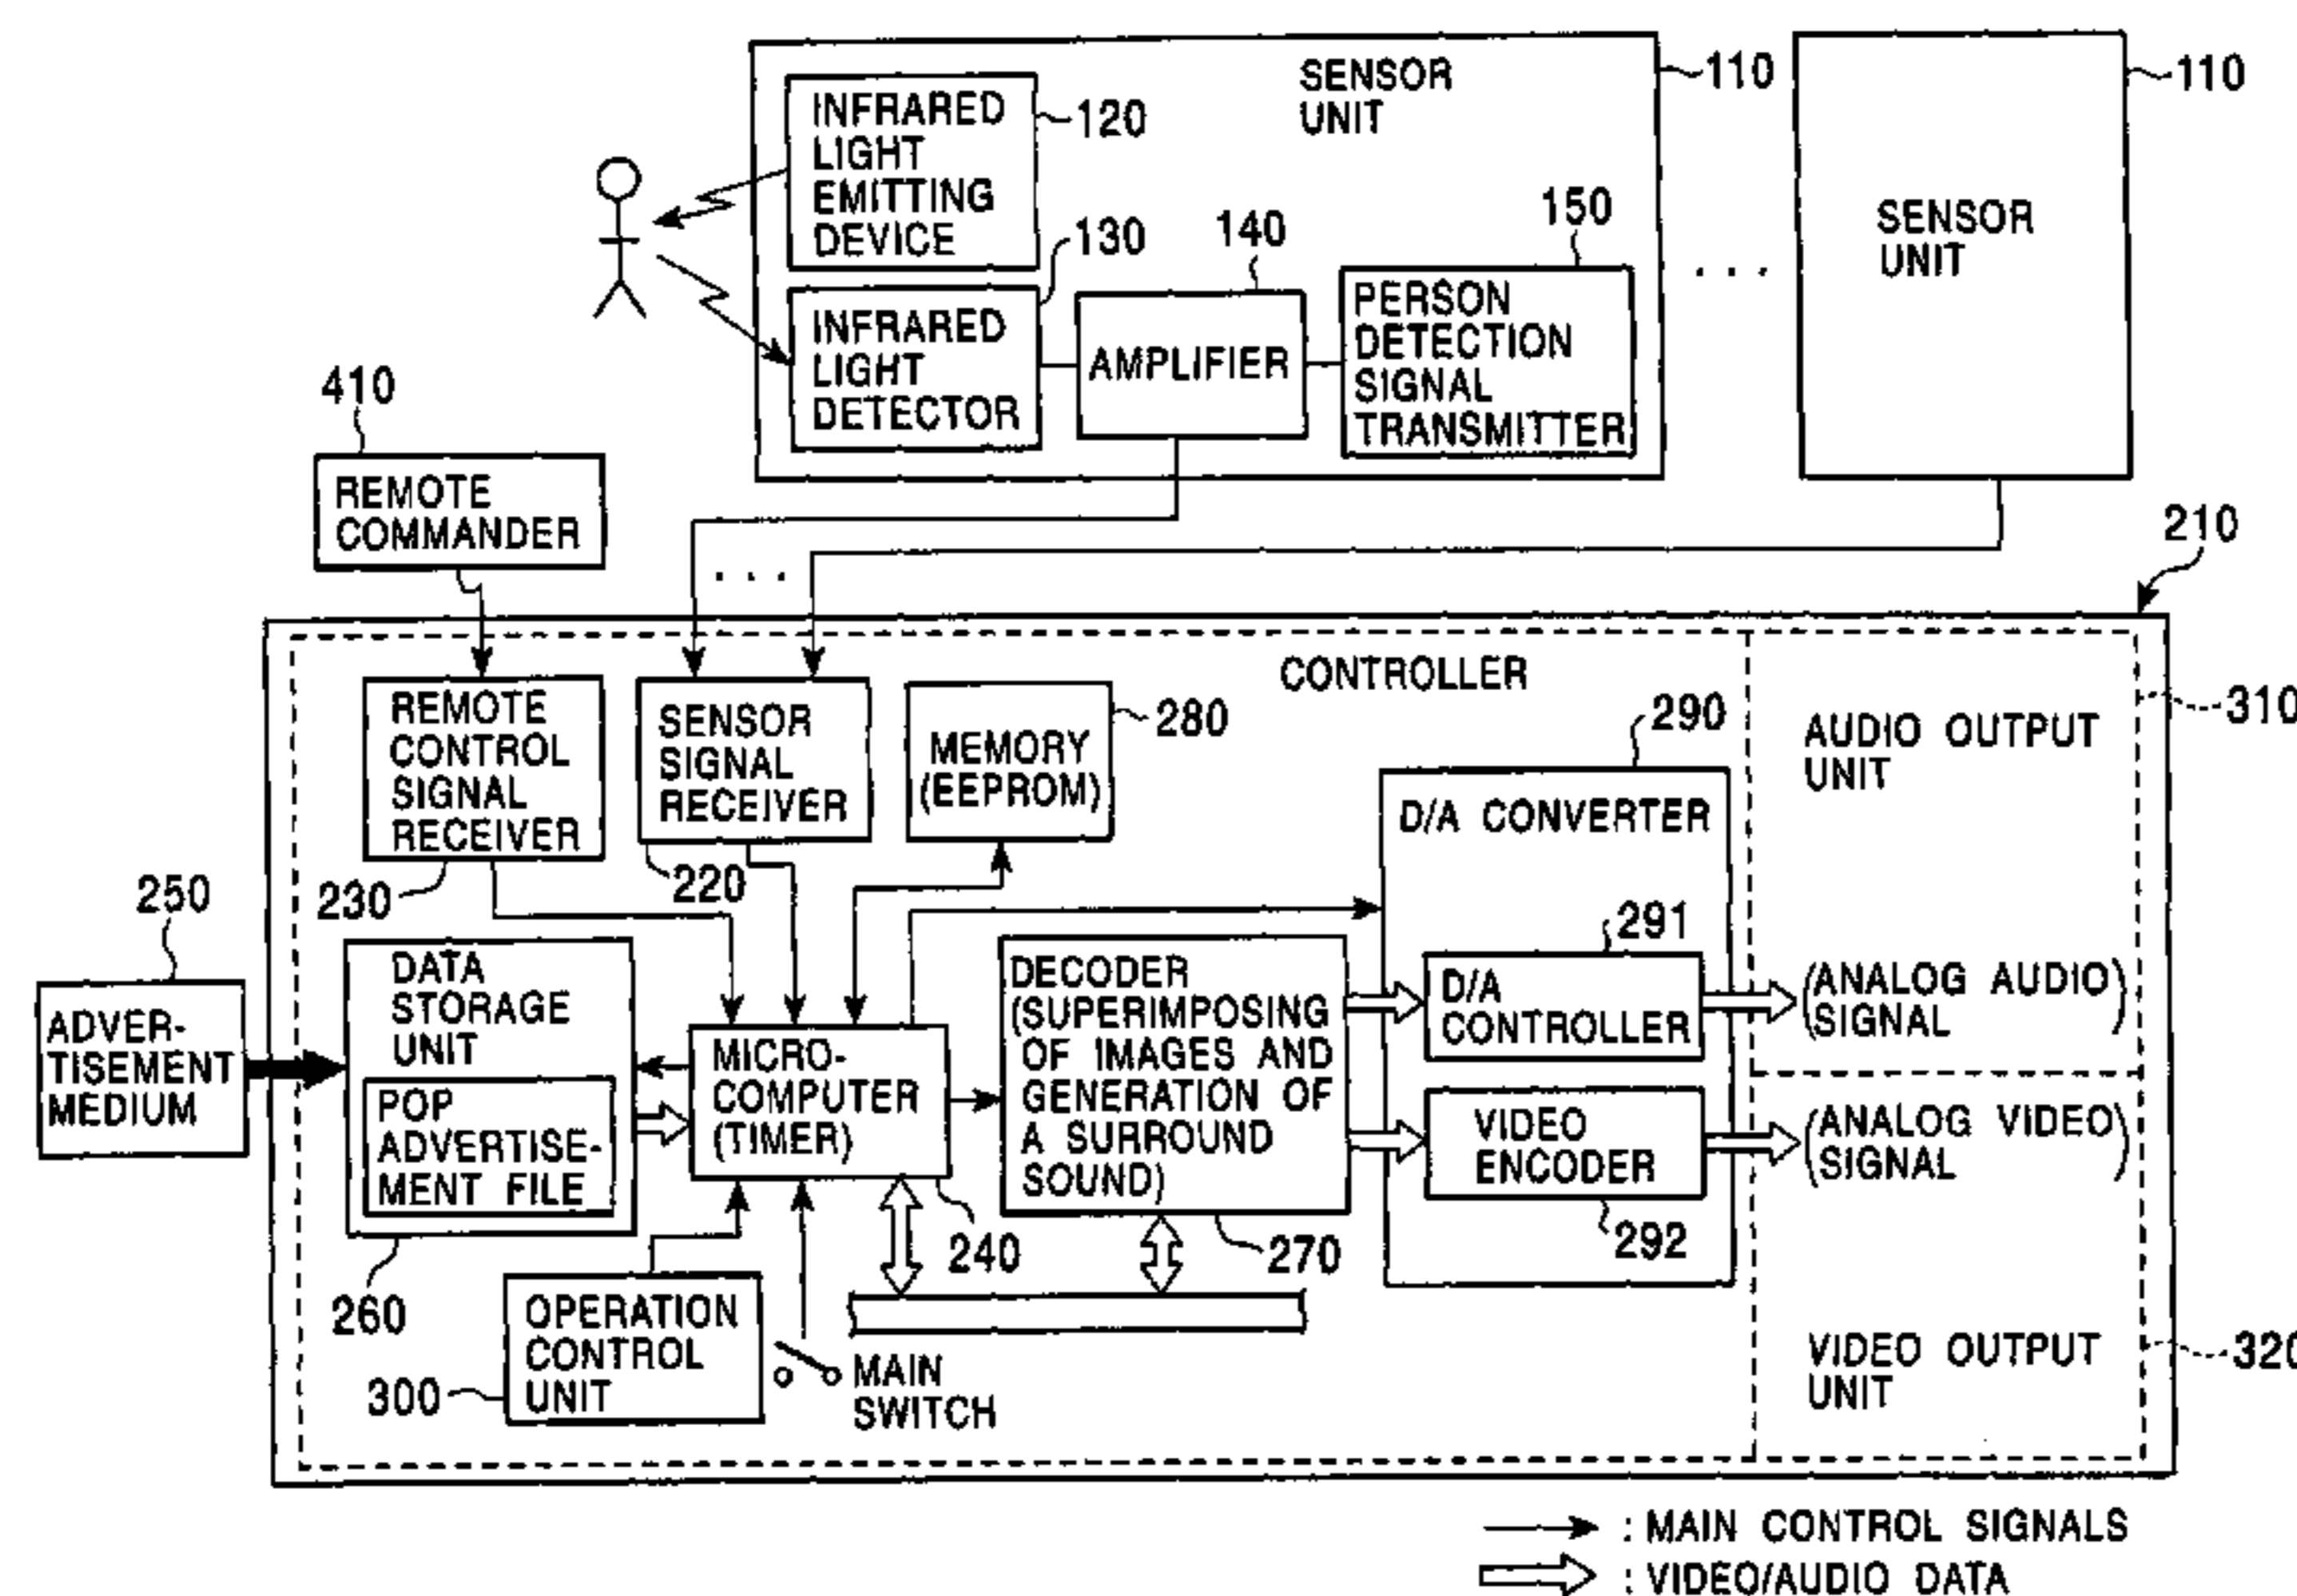 SENSOR
UNIT
110
110
INFRARED
LIGHT
EMITTING
DEVICE
120
SENSOR
UNIT
130
140
150
INFRARED
LIGHT
DETECTOR
AMPLIFIER
PERSON
DETECTION
SIGNAL
TRANSMITTER
. . .
410
REMOTE
COMMANDER
. . .
210
CONTROLLER
REMOTE
CONTROL
SIGNAL
RECEIVER
230
SENSOR
SIGNAL
RECEIVER
220
MEMORY
(EEPROM)
280
290
D/A CONVERTER
AUDIO OUTPUT
UNIT
310
250
ADVER-
TISEMENT
MEDIUM
DATA
STORAGE
UNIT
POP
ADVERTISE-
MENT FILE
260
MICRO-
COMPUTER
(TIMER)
240
DECODER
(SUPERIMPOSING
OF IMAGES AND
GENERATION OF
A SURROUND
SOUND)
270
291
D/A
CONTROLLER
(ANALOG AUDIO
SIGNAL)
VIDEO
ENCODER
292
(ANALOG VIDEO
SIGNAL)
OPERATION
CONTROL
UNIT
300
MAIN
SWITCH
VIDEO OUTPUT
UNIT
320
: MAIN CONTROL SIGNALS
: VIDEO/AUDIO DATA